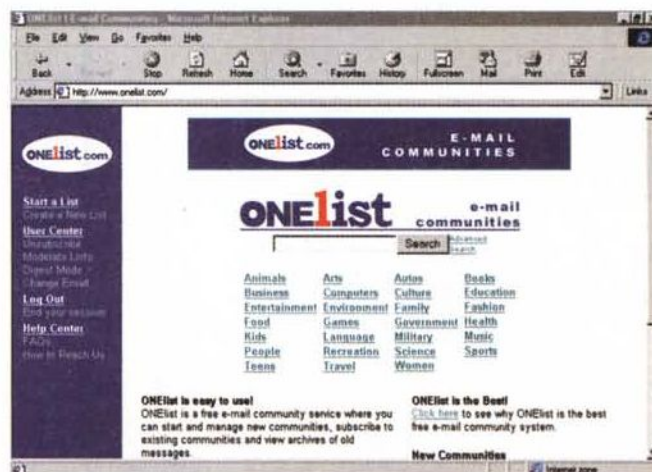 ONElist E-mail Communities - Microsoft Internet Explorer
File Edit View Go Favorites Help
Back Stop Refresh Home Search Favorites History Fullscreen Mail Print Edit
Address http://www.onelist.com/ Links
ONElist.com
Start a List
Create a New List
User Center
Unsubscribe
Moderate Lists
Digest Mode
Change Email
Log Out
End your session
Help Center
FAQs
How to Reach Us
ONElist.com E-MAIL
COMMUNITIES
ONElist e-mail
communities
Search Advanced
Search
Animals Arts Autos Books
Business Computers Culture Education
Entertainment Environment Family Fashion
Food Games Government Health
Kids Language Military Music
People Recreation Science Sports
Teens Travel Women
ONElist is easy to use!
ONElist is a free e-mail community service where you
can start and manage new communities, subscribe to
existing communities and view archives of old
messages.
ONElist is the Best!
Click here to see why ONElist is the best
free e-mail community system.
New Communities
Internet zone